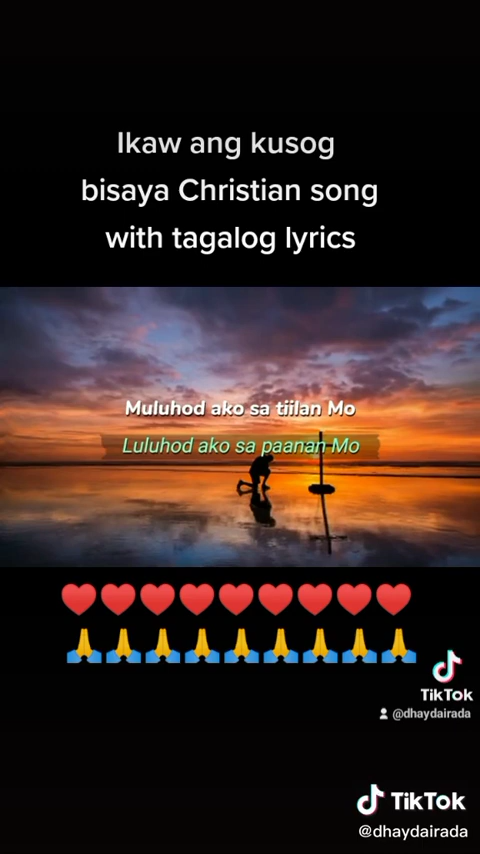 Ikaw ang kusog
bisaya Christian song
with tagalog lyrics
Muluhod ako sa tiilan Mo
Luluhod ako sa paanan Mo
TikTok
@dhaydairada
TikTok
@dhaydairada